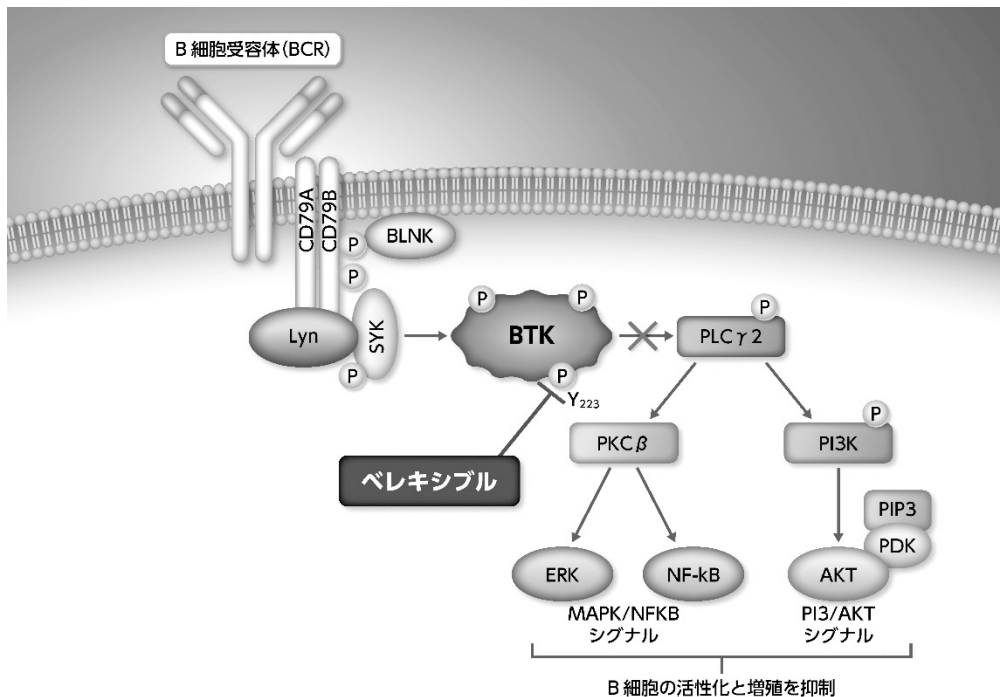 B 細胞受容体(BCR)
CD79A
CD79B
P
BLNK
P
Lyn
SYK
P
P
P
BTK
P
Y223
P
PLCγ2
ベレキシブル
PKCβ
P
PI3K
PIP3
PDK
ERK
NF-kB
AKT
MAPK/NFKB
シグナル
PI3/AKT
シグナル
B 細胞の活性化と増殖を抑制